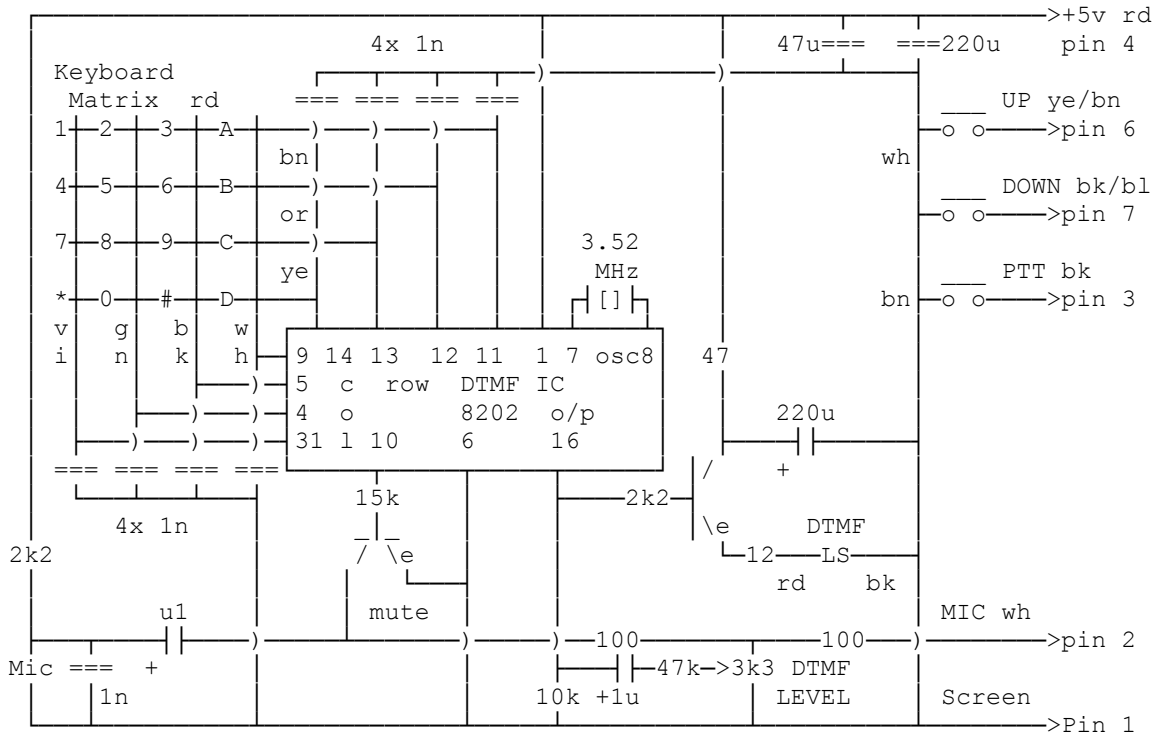 >+5v rd
4x 1n 47u=== ===220u pin 4
Keyboard
Matrix rd === === === === UP ye/bn
1 2 3 A o o >pin 6
bn wh
4 5 6 B DOWN bk/bl
or o o >pin 7
7 8 9 C 3.52
ye MHz PTT bk
* 0 # D [] bn o o >pin 3
v g b w
i n k h 9 14 13 12 11 1 7 osc8 47
5 c row DTMF IC
4 o 8202 o/p 220u
31 l 10 6 16
=== === === === / +
15k 2k2
4x 1n \e DTMF
2k2 / \e 12 LS
rd bk
u1 mute MIC wh
100 100 >pin 2
Mic === + 47k >3k3 DTMF
1n 10k +1u LEVEL Screen
>Pin 1